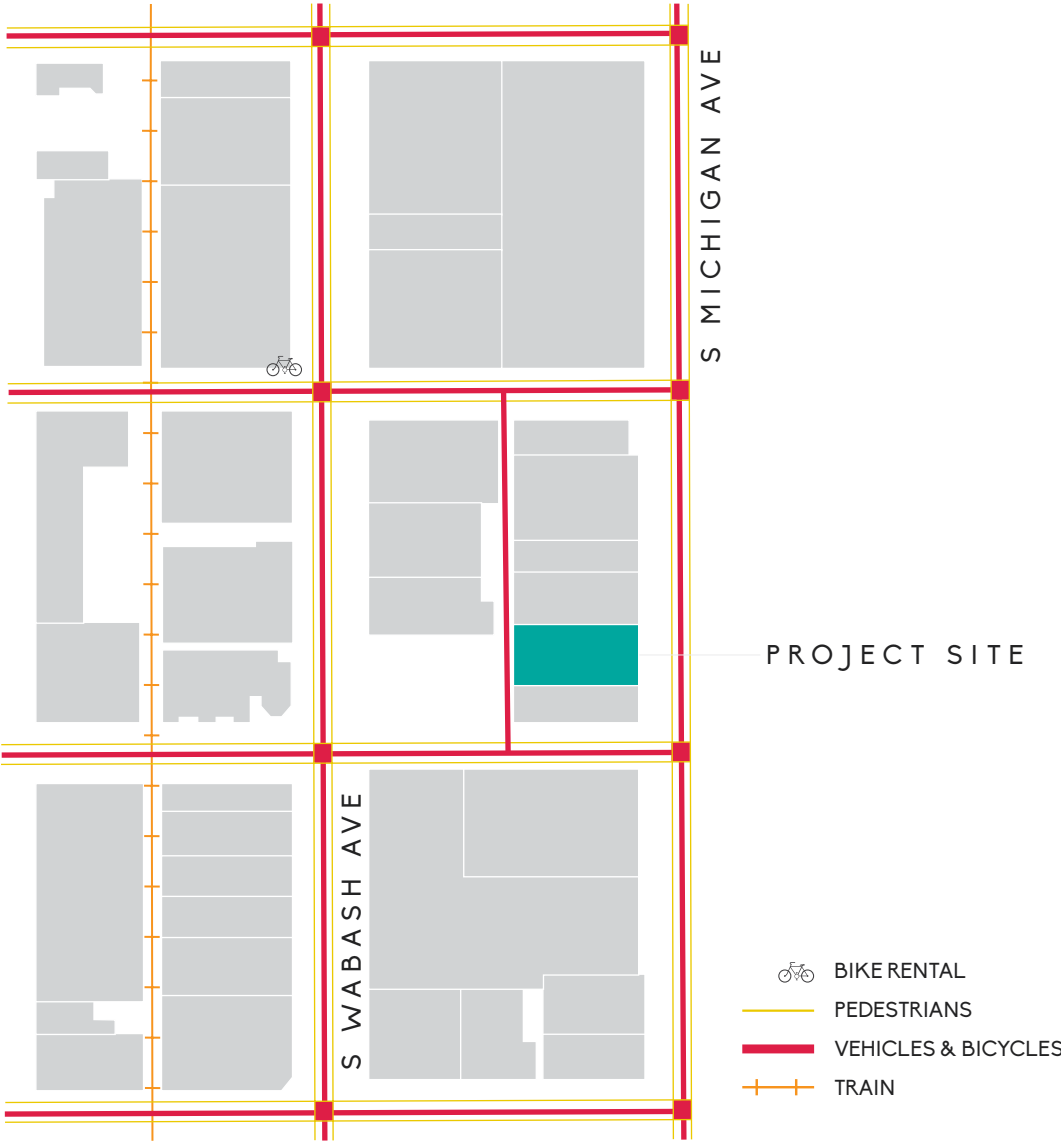 S MICHIGAN AVE
PROJECT SITE
S WABASH AVE
BIKE RENTAL
PEDESTRIANS
VEHICLES & BICYCLES
TRAIN